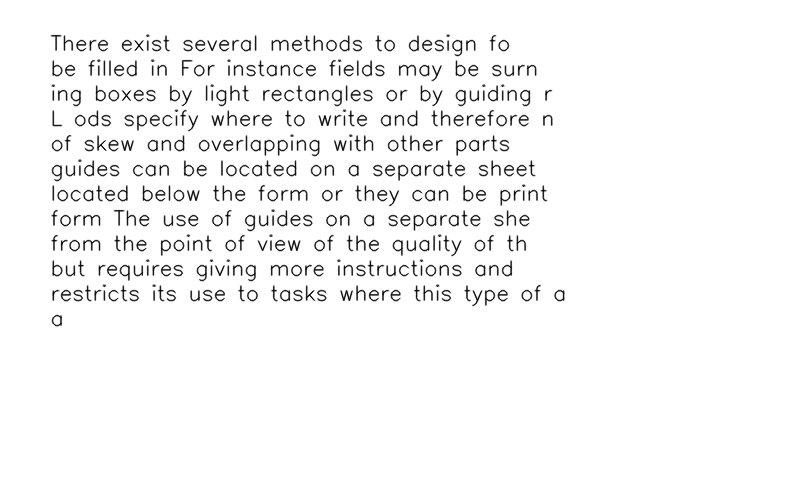 There exist several methods to design fo
be filled in For instance fields may be surn
ing boxes by light rectangles or by guiding r
L ods specify where to write and therefore n
of skew and overlapping with other parts
guides can be located on a separate sheet
located below the form or they can be print
form The use of guides on a separate she
from the point of view of the quality of th
but requires giving more instructions and
restricts its use to tasks where this type of a
a